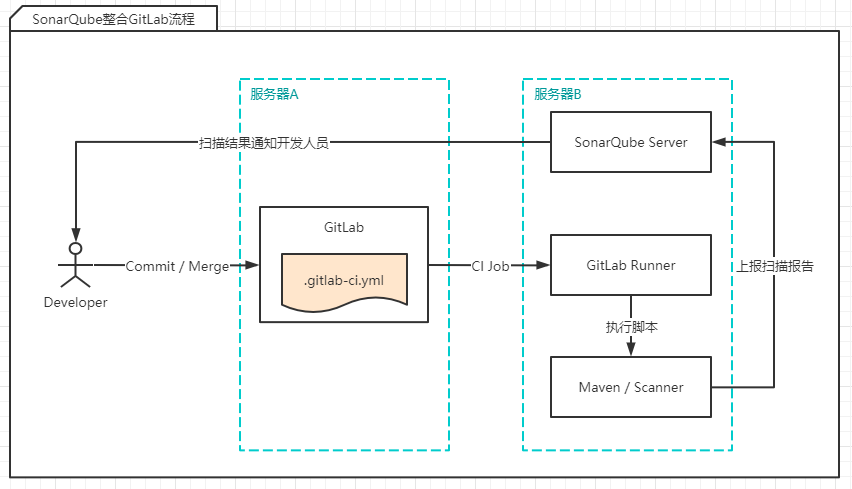 SonarQube整合GitLab流程
服务器A
服务器B
扫描结果通知开发人员
SonarQube Server
GitLab
.gitlab-ci.yml
Commit / Merge
CI Job
GitLab Runner
上报扫描报告
Developer
执行脚本
Maven / Scanner